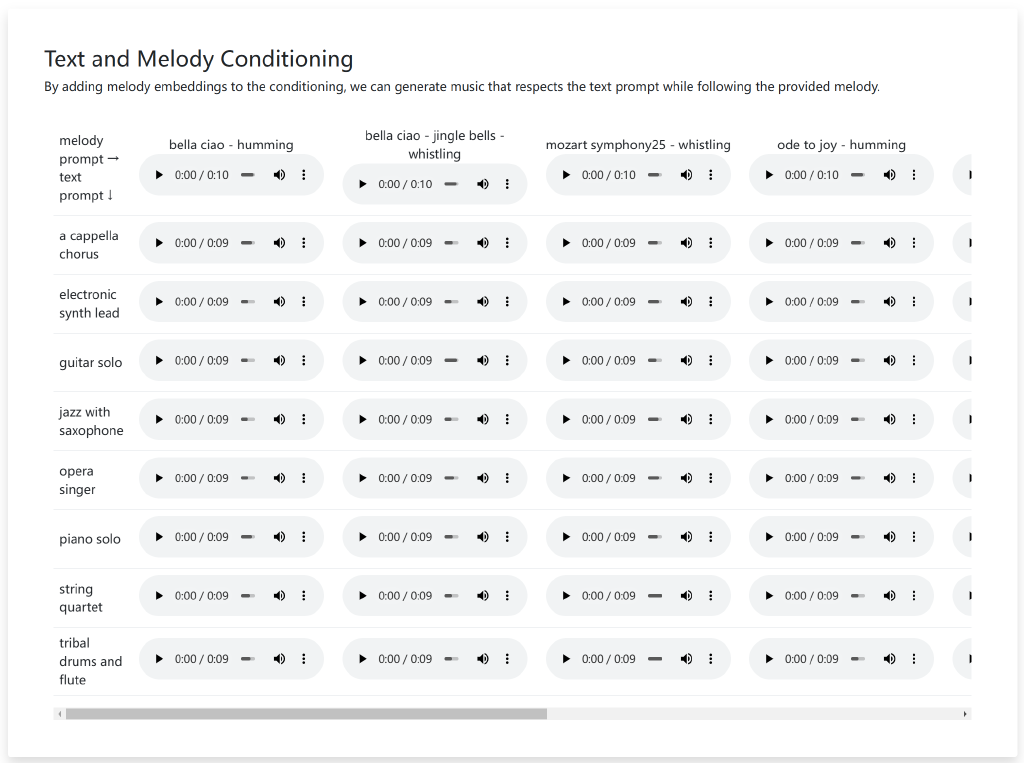 Text and Melody Conditioning
By adding melody embeddings to the conditioning, we can generate music that respects the text prompt while following the provided melody.
melody
prompt →
text
prompt ↓
bella ciao - humming
0:00 / 0:10
bella ciao - jingle bells -
whistling
0:00 / 0:10
mozart symphony25 - whistling
0:00 / 0:10
ode to joy - humming
0:00 / 0:10
a cappella
chorus
0:00 / 0:09
0:00 / 0:09
0:00 / 0:09
0:00 / 0:09
electronic
synth lead
0:00 / 0:09
0:00 / 0:09
0:00 / 0:09
0:00 / 0:09
guitar solo
0:00 / 0:09
0:00 / 0:09
0:00 / 0:09
0:00 / 0:09
jazz with
saxophone
0:00 / 0:09
0:00 / 0:09
0:00 / 0:09
0:00 / 0:09
opera
singer
0:00 / 0:09
0:00 / 0:09
0:00 / 0:09
0:00 / 0:09
piano solo
0:00 / 0:09
0:00 / 0:09
0:00 / 0:09
0:00 / 0:09
string
quartet
0:00 / 0:09
0:00 / 0:09
0:00 / 0:09
0:00 / 0:09
tribal
drums and
flute
0:00 / 0:09
0:00 / 0:09
0:00 / 0:09
0:00 / 0:09